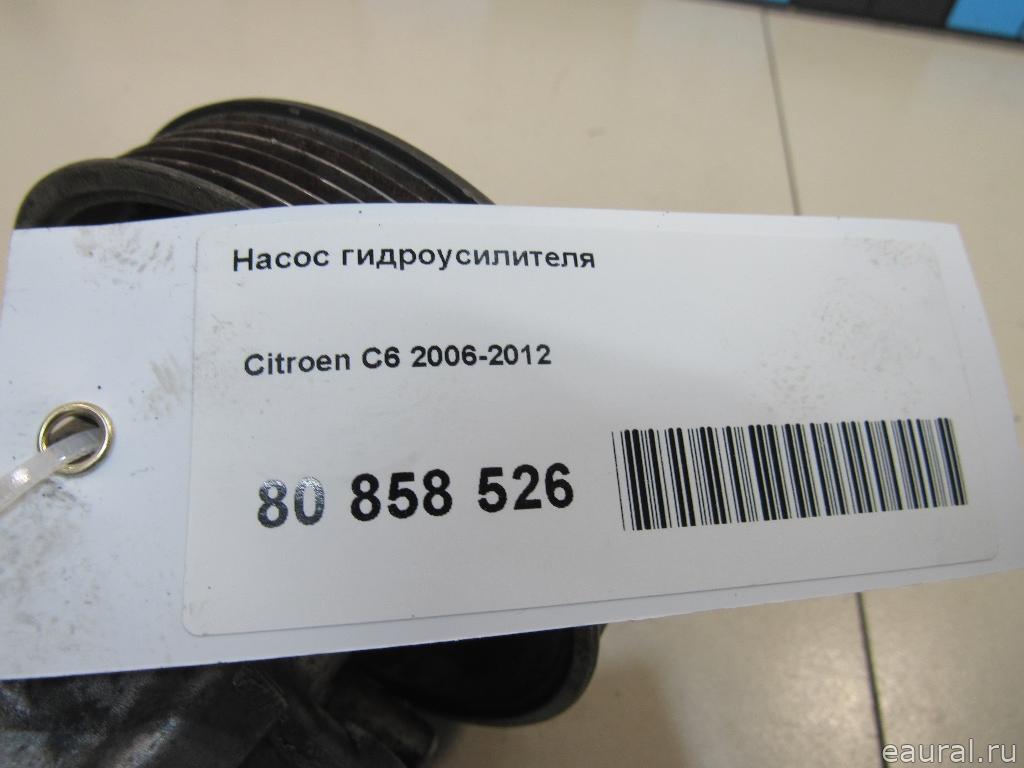 Насос гидроусилителя
Citroen C6 2006-2012
80 858 526
eaural.ru